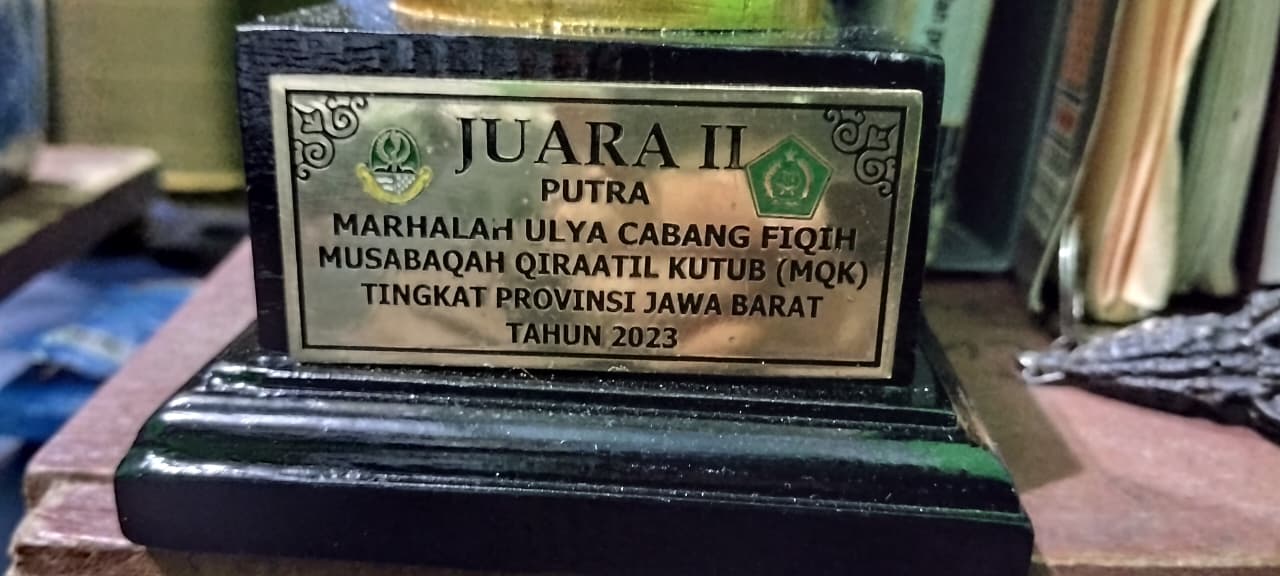 JUARA II
PUTRA
MARHALAH ULYA CABANG FIQIH
MUSABAQAH QIRAATIL KUTUB (MQK)
TINGKAT PROVINSI JAWA BARAT
TAHUN 2023